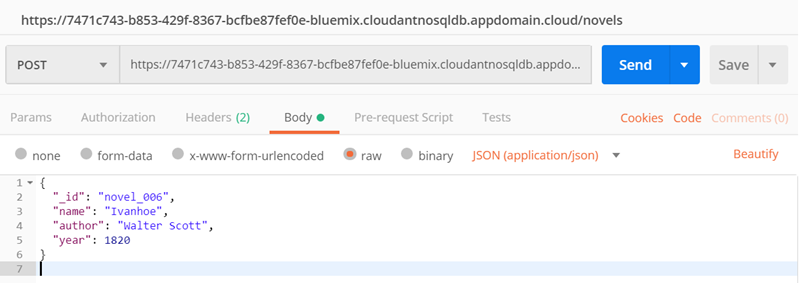 https://7471c743-b853-429f-8367-bcfbe87fef0e-bluemix.cloudantnosqldb.appdomain.cloud/novels
POST https://7471c743-b853-429f-8367-bcfbe87fef0e-bluemix.cloudantnosqldb.appdo... Send Save
Params Authorization Headers (2) Body Pre-request Script Tests Cookies Code Comments (0)
none form-data x-www-form-urlencoded raw binary JSON (application/json) Beautify
1 {
2 "_id": "novel_006",
3 "name": "Ivanhoe",
4 "author": "Walter Scott",
5 "year": 1820
6 }
7